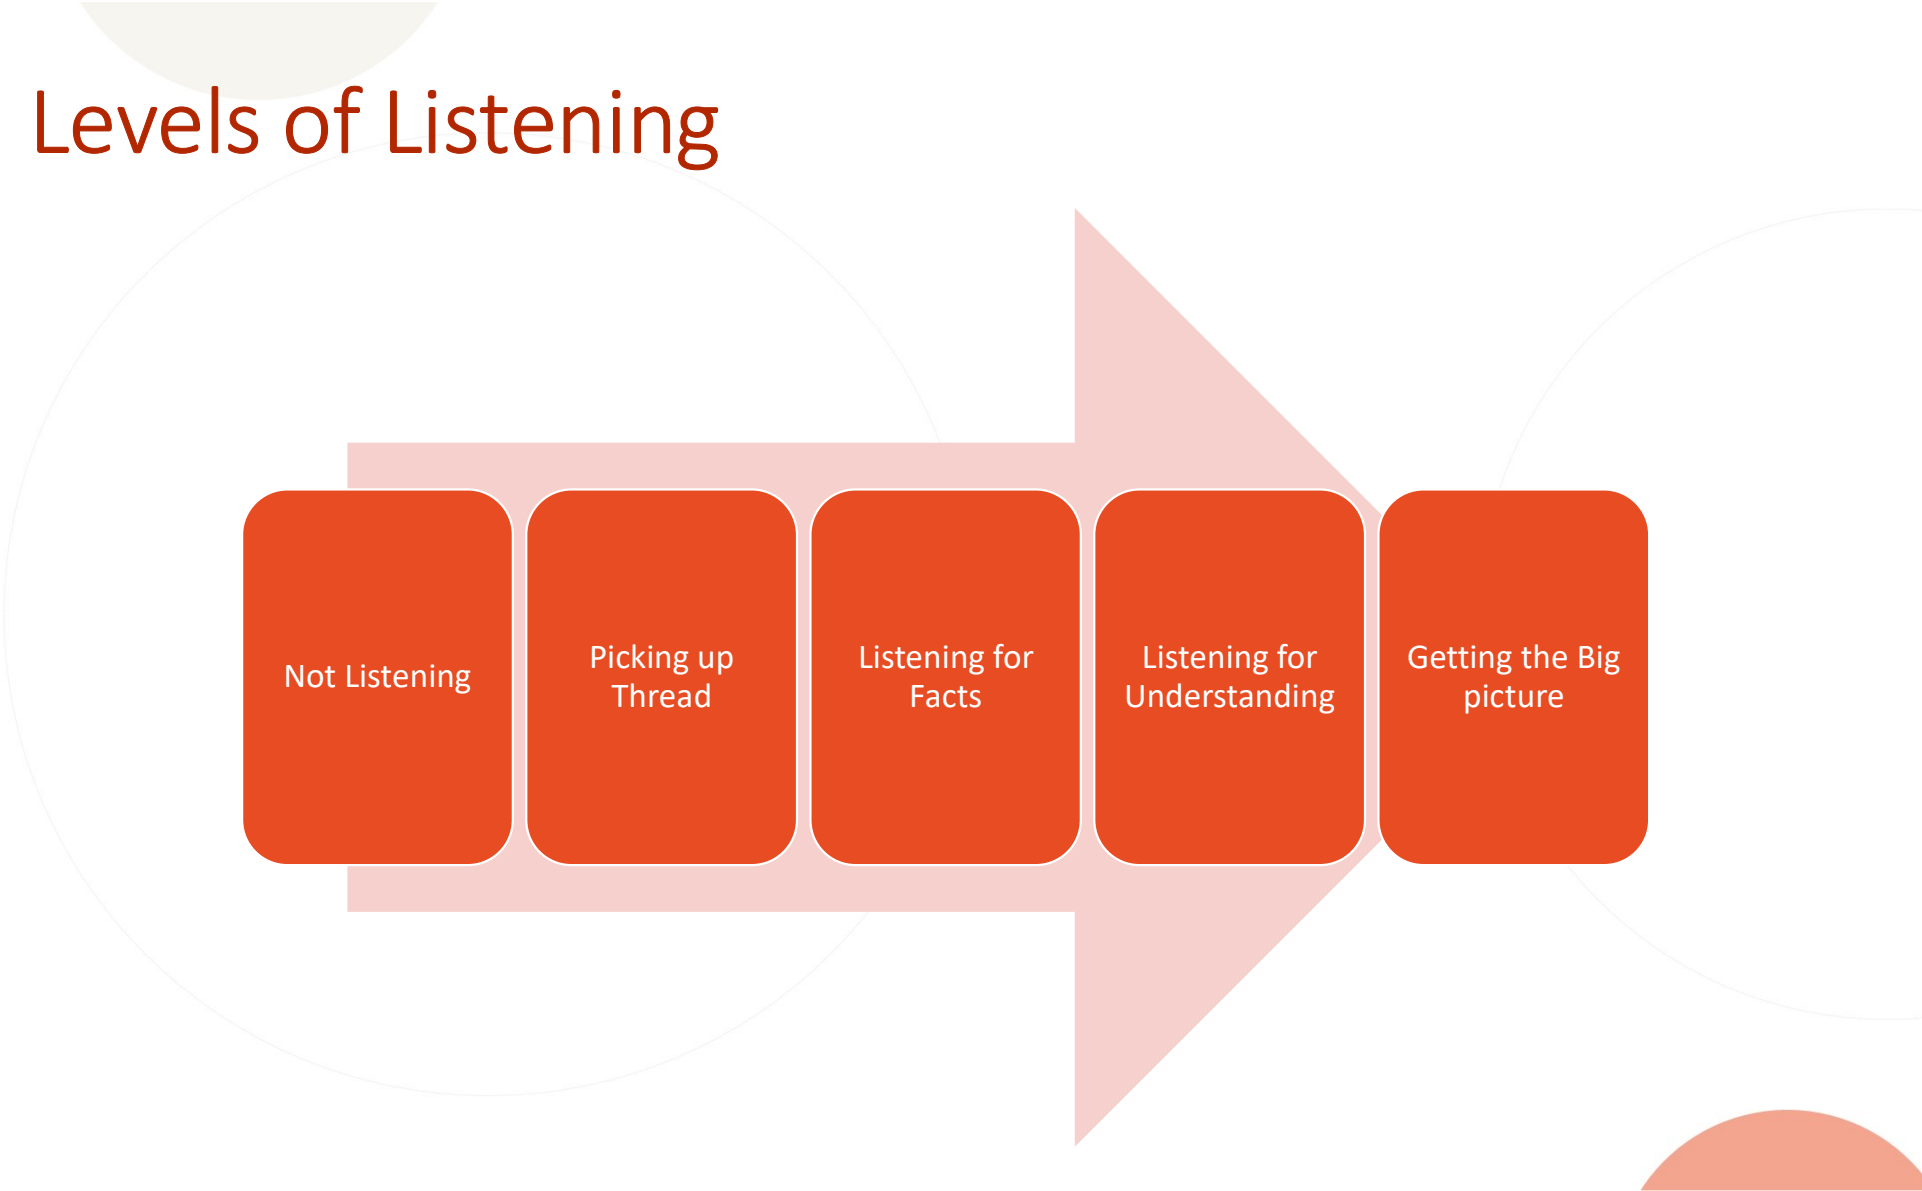 Levels of Listening
Not Listening
Picking up
Thread
Listening for
Facts
Listening for
Understanding
Getting the Big
picture